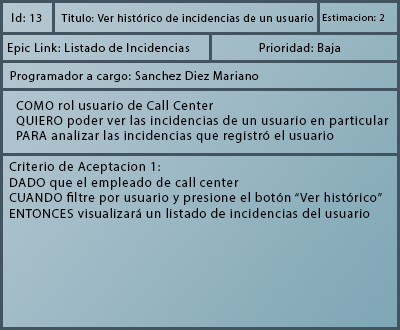 Id: 13
Titulo: Ver histórico de incidencias de un usuario
Estimacion: 2
Epic Link: Listado de Incidencias
Prioridad: Baja
Programador a cargo: Sanchez Diez Mariano
COMO rol usuario de Call Center
QUIERO poder ver las incidencias de un usuario en particular
PARA analizar las incidencias que registró el usuario
Criterio de Aceptacion 1:
DADO que el empleado de call center
CUANDO filtre por usuario y presione el botón “Ver histórico”
ENTONCES visualizará un listado de incidencias del usuario